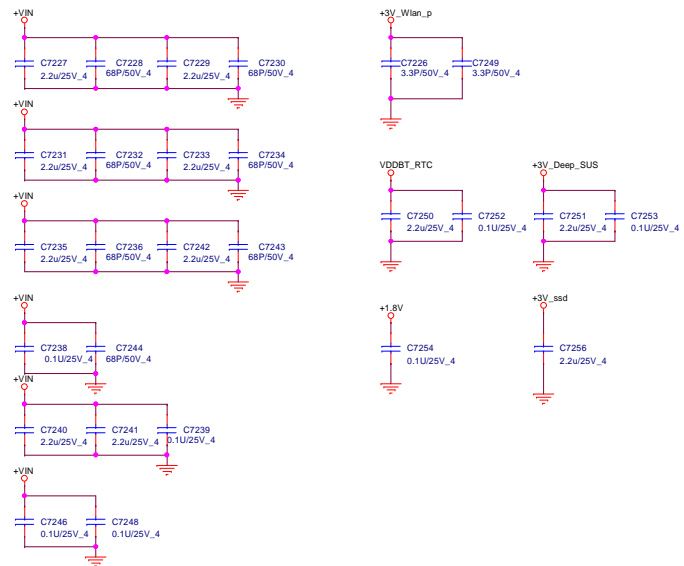 +VIN
C7227
2.2u/25V_4
C7228
68P/50V_4
C7229
2.2u/25V_4
C7230
68P/50V_4
+VIN
C7231
2.2u/25V_4
C7232
68P/50V_4
C7233
2.2u/25V_4
C7234
68P/50V_4
+VIN
C7235
2.2u/25V_4
C7236
68P/50V_4
C7242
2.2u/25V_4
C7243
68P/50V_4
+VIN
C7238
0.1U/25V_4
C7244
68P/50V_4
+VIN
C7240
2.2u/25V_4
C7241
2.2u/25V_4
C7239
0.1U/25V_4
+VIN
C7246
0.1U/25V_4
C7248
0.1U/25V_4
+3V_Wlan_p
C7226
3.3P/50V_4
C7249
3.3P/50V_4
VDDBT_RTC
C7250
2.2u/25V_4
C7252
0.1U/25V_4
+3V_Deep_SUS
C7251
2.2u/25V_4
C7253
0.1U/25V_4
+1.8V
C7254
0.1U/25V_4
+3V_ssd
C7256
2.2u/25V_4